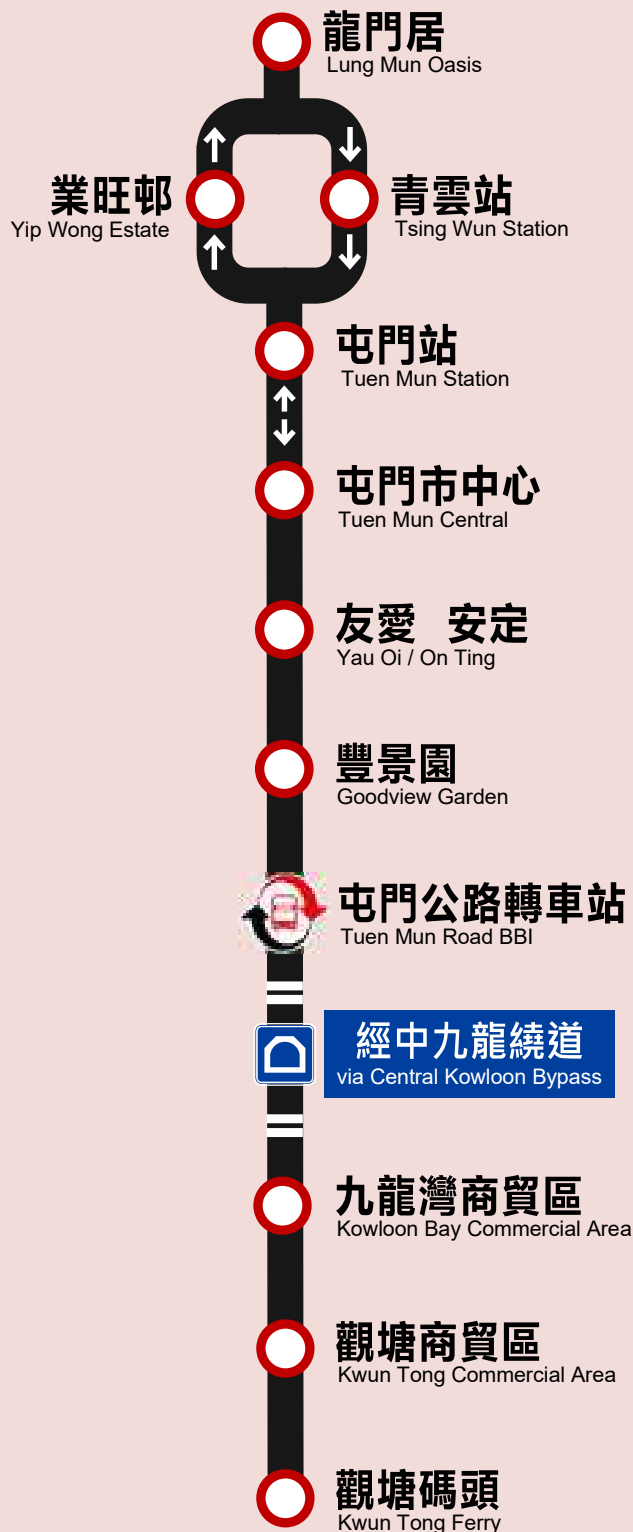 龍門居
Lung Mun Oasis
業旺邨
Yip Wong Estate
青雲站
Tsing Wun Station
屯門站
Tuen Mun Station
屯門市中心
Tuen Mun Central
友愛 安定
Yau Oi / On Ting
豐景園
Goodview Garden
屯門公路轉車站
Tuen Mun Road BBI
經中九龍繞道
via Central Kowloon Bypass
九龍灣商貿區
Kowloon Bay Commercial Area
觀塘商貿區
Kwun Tong Commercial Area
觀塘碼頭
Kwun Tong Ferry